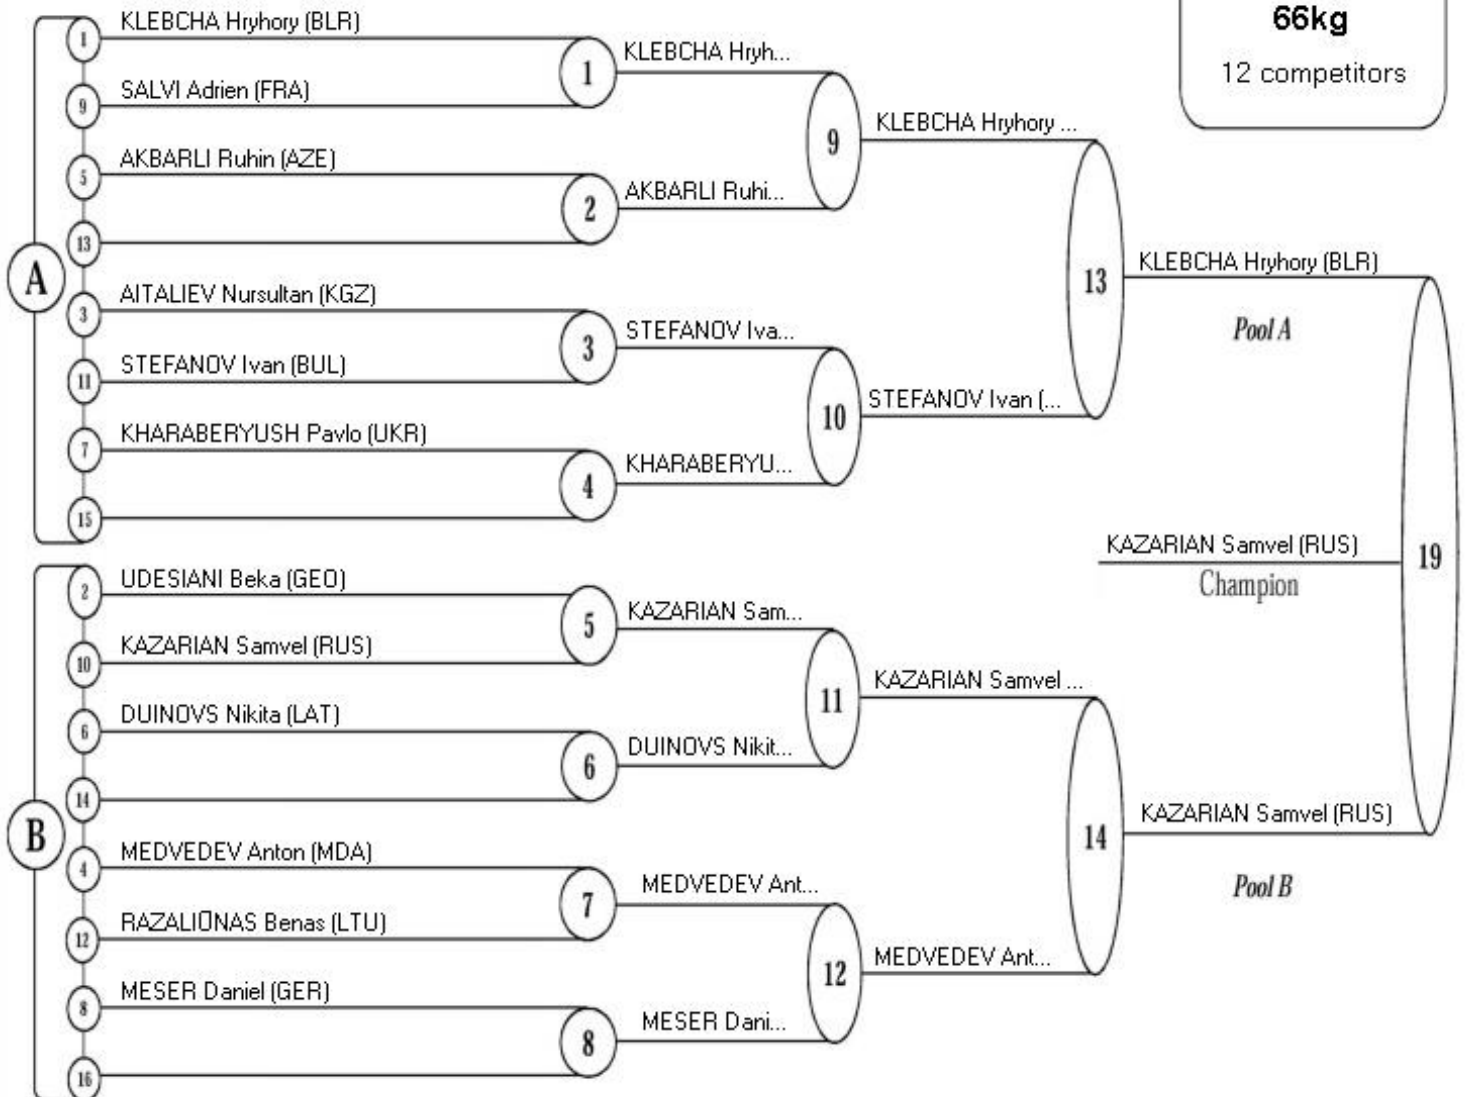 66kg
12 competitors
A
1
KLEBCHA Hryhory (BLR)
9
SALVI Adrien (FRA)
5
AKBARLI Ruhin (AZE)
13
3
AITALIEV Nursultan (KGZ)
11
STEFANOV Ivan (BUL)
7
KHARABERYUSH Pavlo (UKR)
15
1
2
3
4
KLEBCHA Hryh...
AKBARLI Ruhi...
STEFANOV Iva...
KHARABERYU...
9
10
KLEBCHA Hryhory ...
STEFANOV Ivan (...
13
KLEBCHA Hryhory (BLR)
Pool A
B
2
UDESIANI Beka (GEO)
10
KAZARIAN Samvel (RUS)
6
DUINOVS Nikita (LAT)
14
4
MEDVEDEV Anton (MDA)
12
RAZALIŪNAS Benas (LTU)
8
MESER Daniel (GER)
16
5
6
7
8
KAZARIAN Sam...
DUINOVS Nikit...
MEDVEDEV Ant...
MESER Dani...
11
12
KAZARIAN Samvel ...
MEDVEDEV Ant...
14
KAZARIAN Samvel (RUS)
Pool B
KAZARIAN Samvel (RUS)
Champion
19